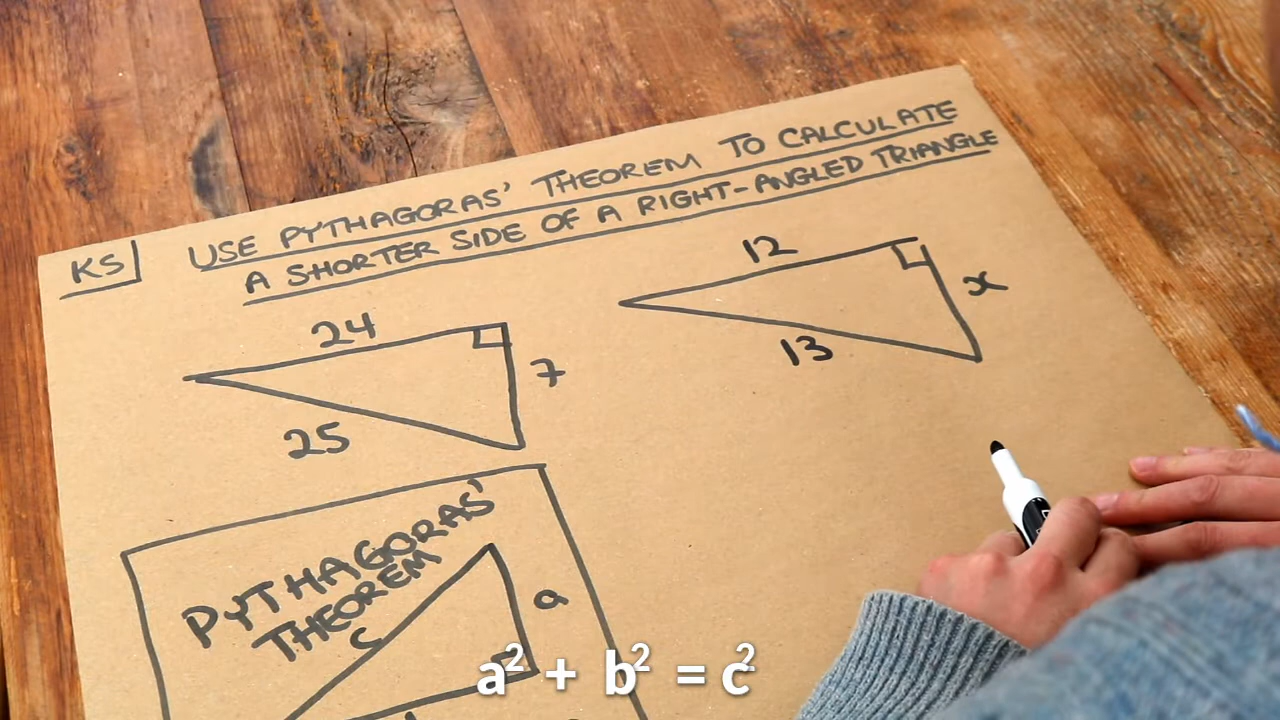 KS
USE PYTHAGORAS' THEOREM TO CALCULATE
A SHORTER SIDE OF A RIGHT-ANGLED TRIANGLE
24
7
25
12
x
13
PYTHAGORAS'
THEOREM
c
a
a² + b² = c²